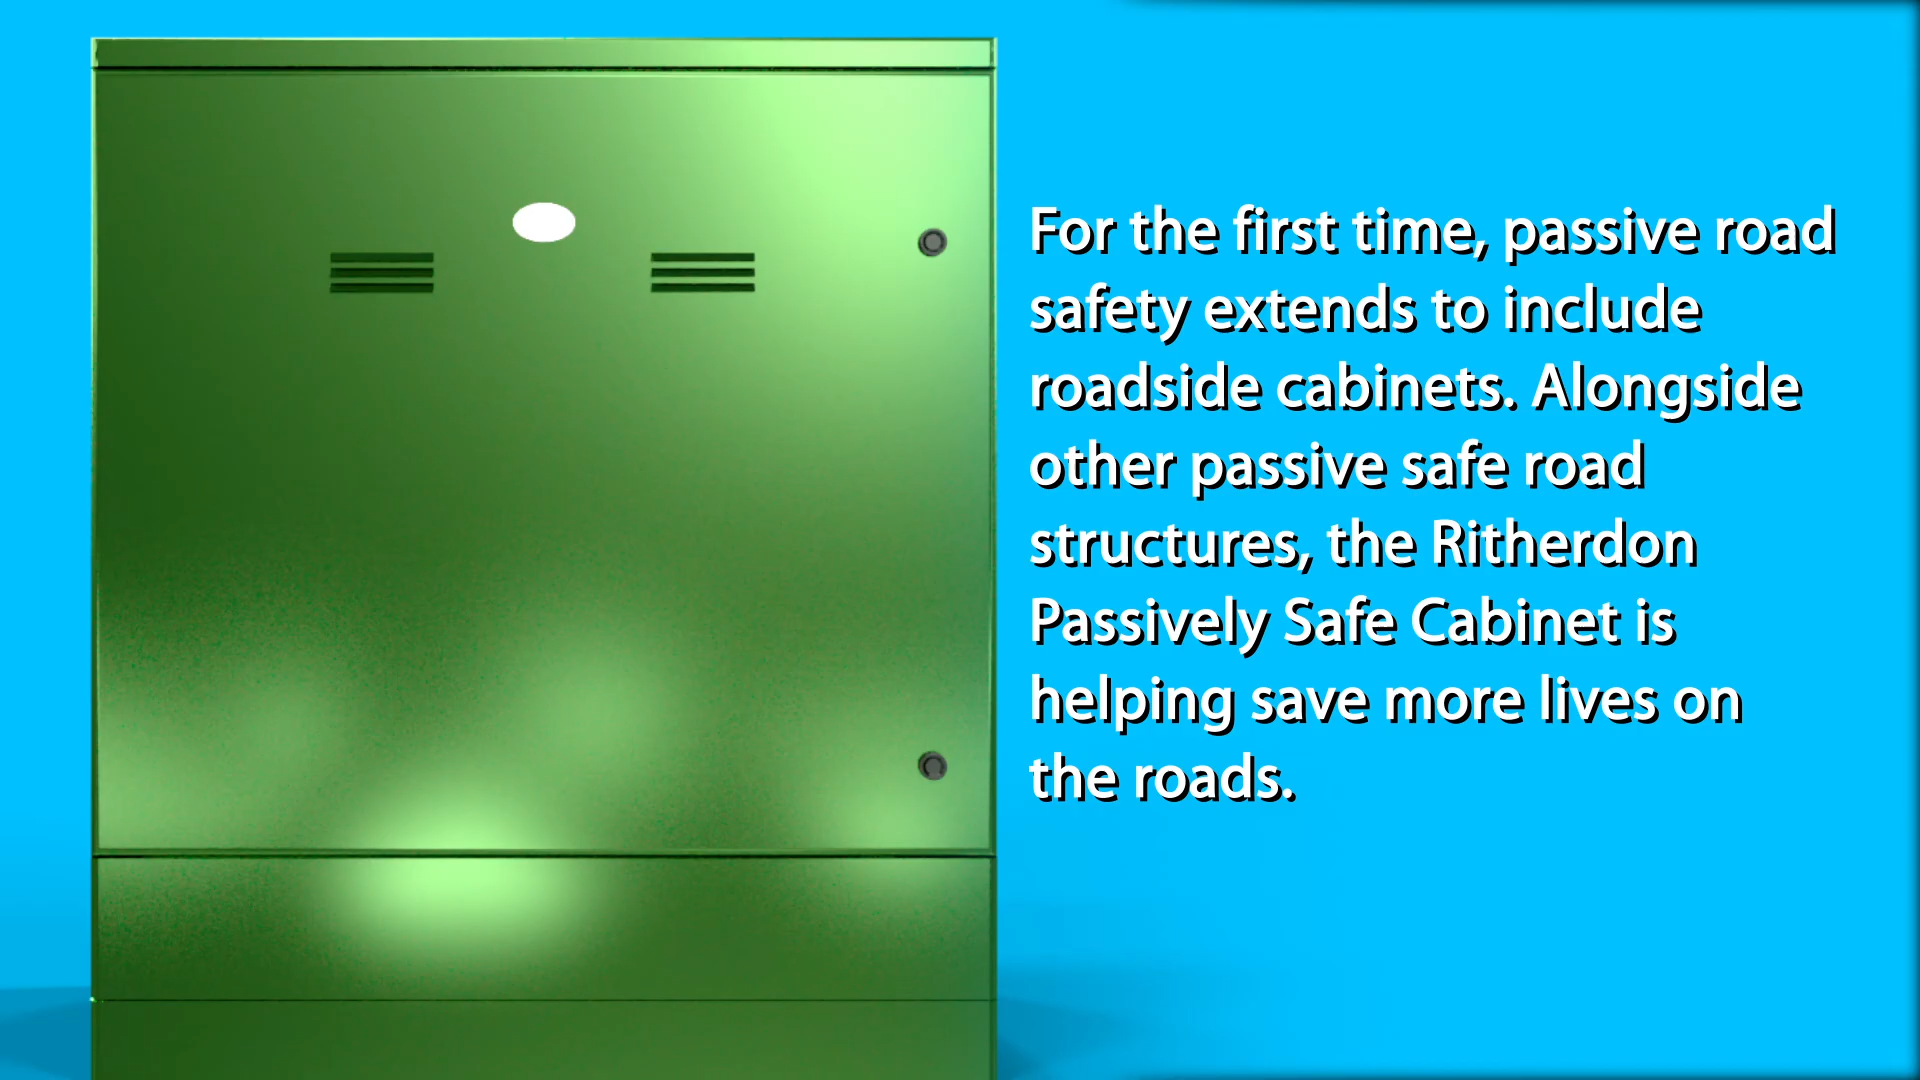 For the first time, passive road
safety extends to include
roadside cabinets. Alongside
other passive safe road
structures, the Ritherdon
Passively Safe Cabinet is
helping save more lives on
the roads.